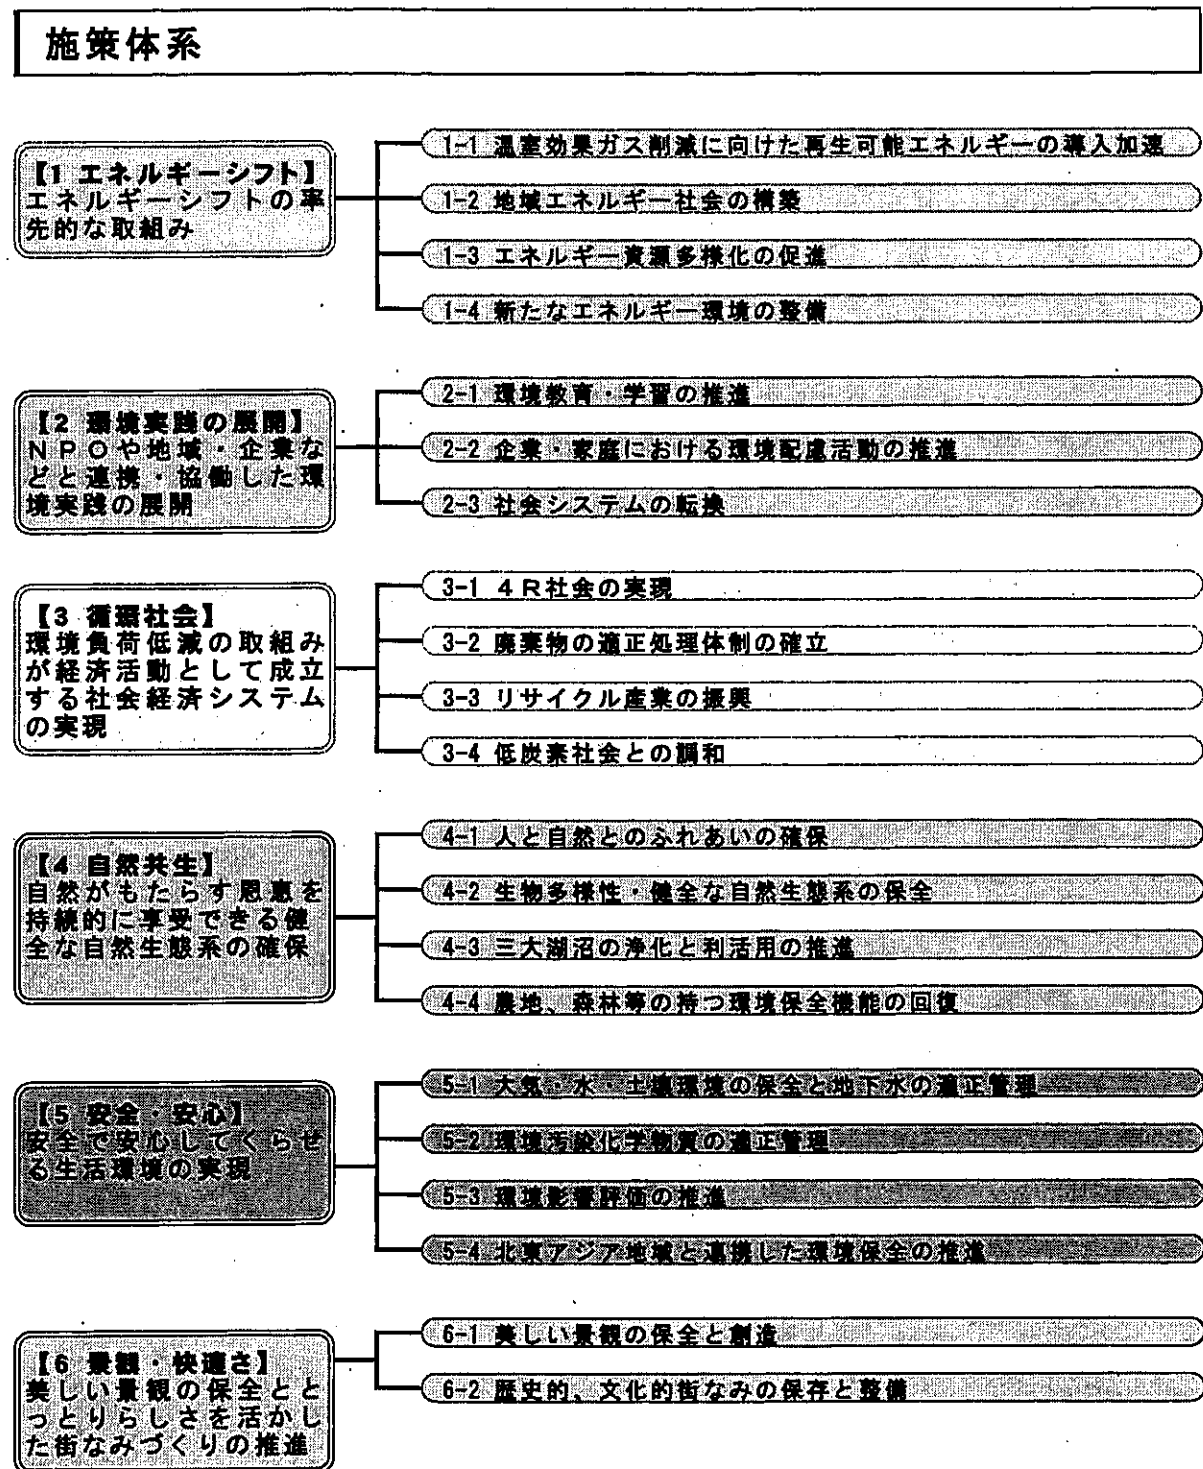 施策体系
【1 エネルギーシフト】
エネルギーシフトの率
先的な取組み
1-1 温室効果ガス削減に向けた再生可能エネルギーの導入加速
1-2 地域エネルギー社会の構築
1-3 エネルギー資源多様化の促進
1-4 新たなエネルギー環境の整備
【2 環境実践の展開】
ＮＰＯや地域・企業な
どと連携・協働した環
境実践の展開
2-1 環境教育・学習の推進
2-2 企業・家庭における環境配慮活動の推進
2-3 社会システムの転換
【3 循環社会】
環境負荷低減の取組み
が経済活動として成立
する社会経済システム
の実現
3-1 ４Ｒ社会の実現
3-2 廃棄物の適正処理体制の確立
3-3 リサイクル産業の振興
3-4 低炭素社会との調和
【4 自然共生】
自然がもたらす恩恵を
持続的に享受できる健
全な自然生態系の確保
4-1 人と自然とのふれあいの確保
4-2 生物多様性・健全な自然生態系の保全
4-3 三大湖沼の浄化と利活用の推進
4-4 農地、森林等の持つ環境保全機能の回復
【5 安全・安心】
安全で安心してくらせ
る生活環境の実現
5-1 大気・水・土壌環境の保全と地下水の適正管理
5-2 環境汚染化学物質の適正管理
5-3 環境影響評価の推進
5-4 北東アジア地域と連携した環境保全の推進
【6 景観・快適さ】
美しい景観の保全とと
っとりらしさを活かし
た街なみづくりの推進
6-1 美しい景観の保全と創造
6-2 歴史的、文化的街なみの保存と整備